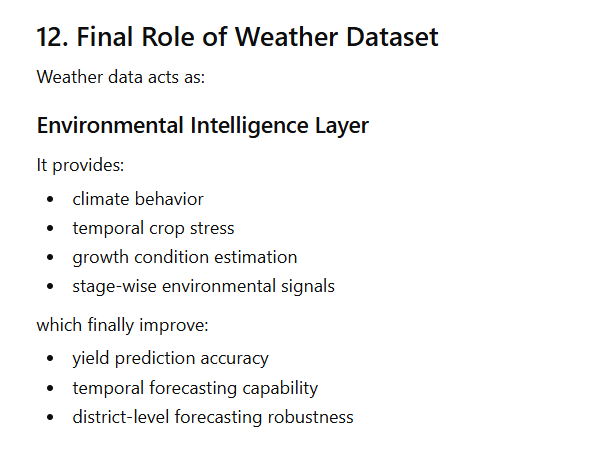 12. Final Role of Weather Dataset
Weather data acts as:
Environmental Intelligence Layer
It provides:
• climate behavior
• temporal crop stress
• growth condition estimation
• stage-wise environmental signals
which finally improve:
• yield prediction accuracy
• temporal forecasting capability
• district-level forecasting robustness